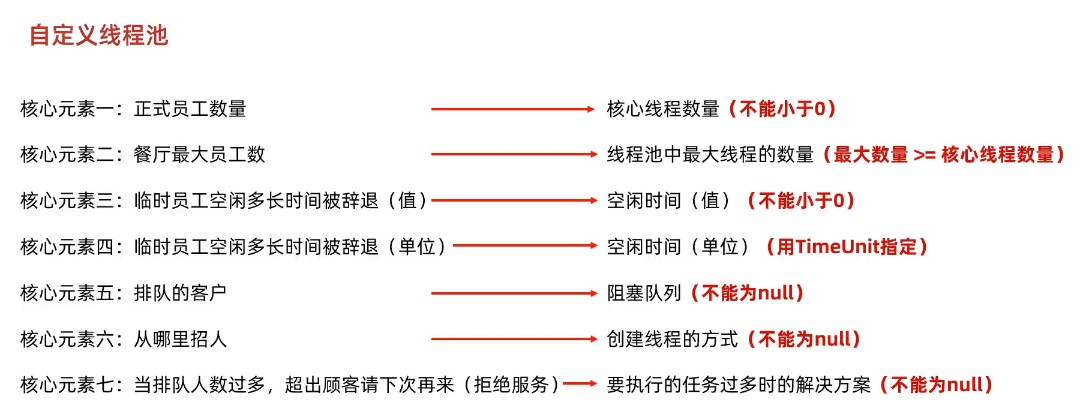 自定义线程池
核心元素一：正式员工数量 核心线程数量（不能小于0）
核心元素二：餐厅最大员工数 线程池中最大线程的数量（最大数量 >= 核心线程数量）
核心元素三：临时员工空闲多长时间被辞退（值） 空闲时间（值）（不能小于0）
核心元素四：临时员工空闲多长时间被辞退（单位） 空闲时间（单位）（用TimeUnit指定）
核心元素五：排队的客户 阻塞队列（不能为null）
核心元素六：从哪里招人 创建线程的方式（不能为null）
核心元素七：当排队人数过多，超出顾客请下次再来（拒绝服务） 要执行的任务过多时的解决方案（不能为null）